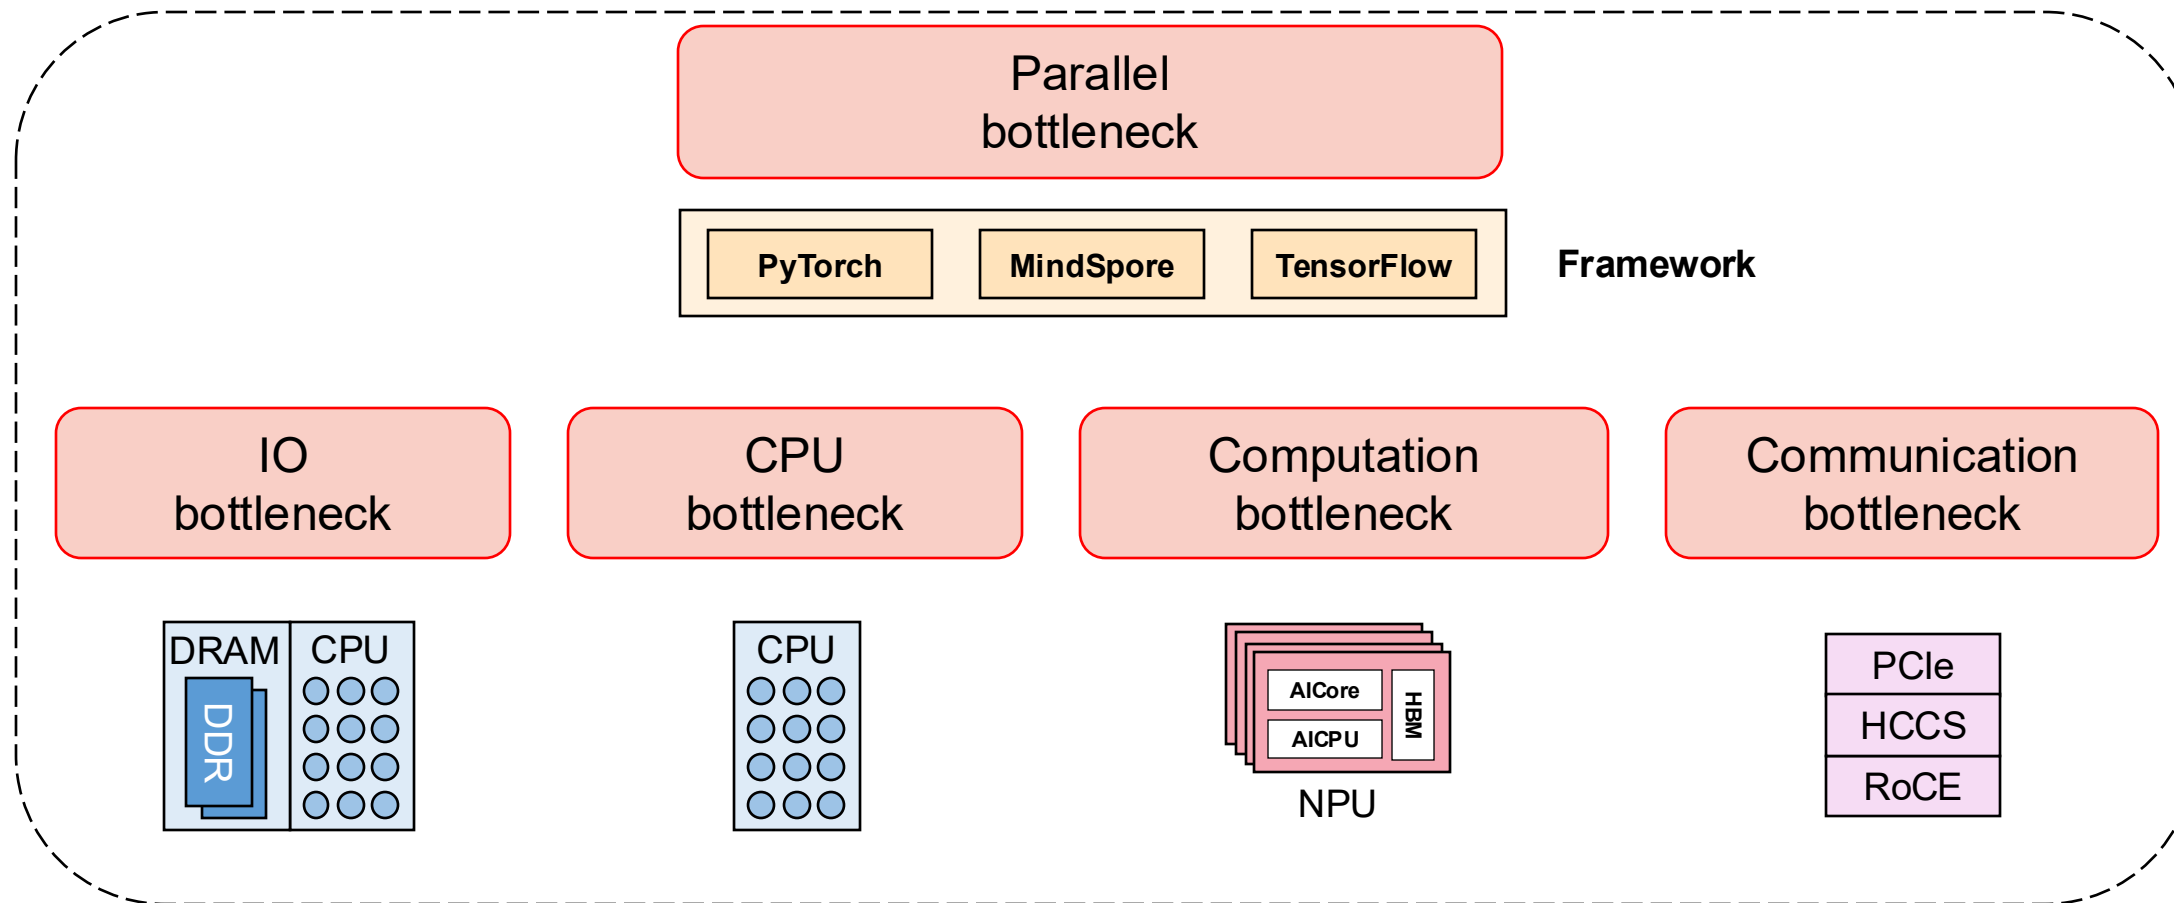 Parallel
bottleneck
PyTorch
MindSpore
TensorFlow
Framework
IO
bottleneck
CPU
bottleneck
Computation
bottleneck
Communication
bottleneck
DRAM
DDR
CPU
CPU
AICore
AICPU
HBM
NPU
PCIe
HCCS
RoCE